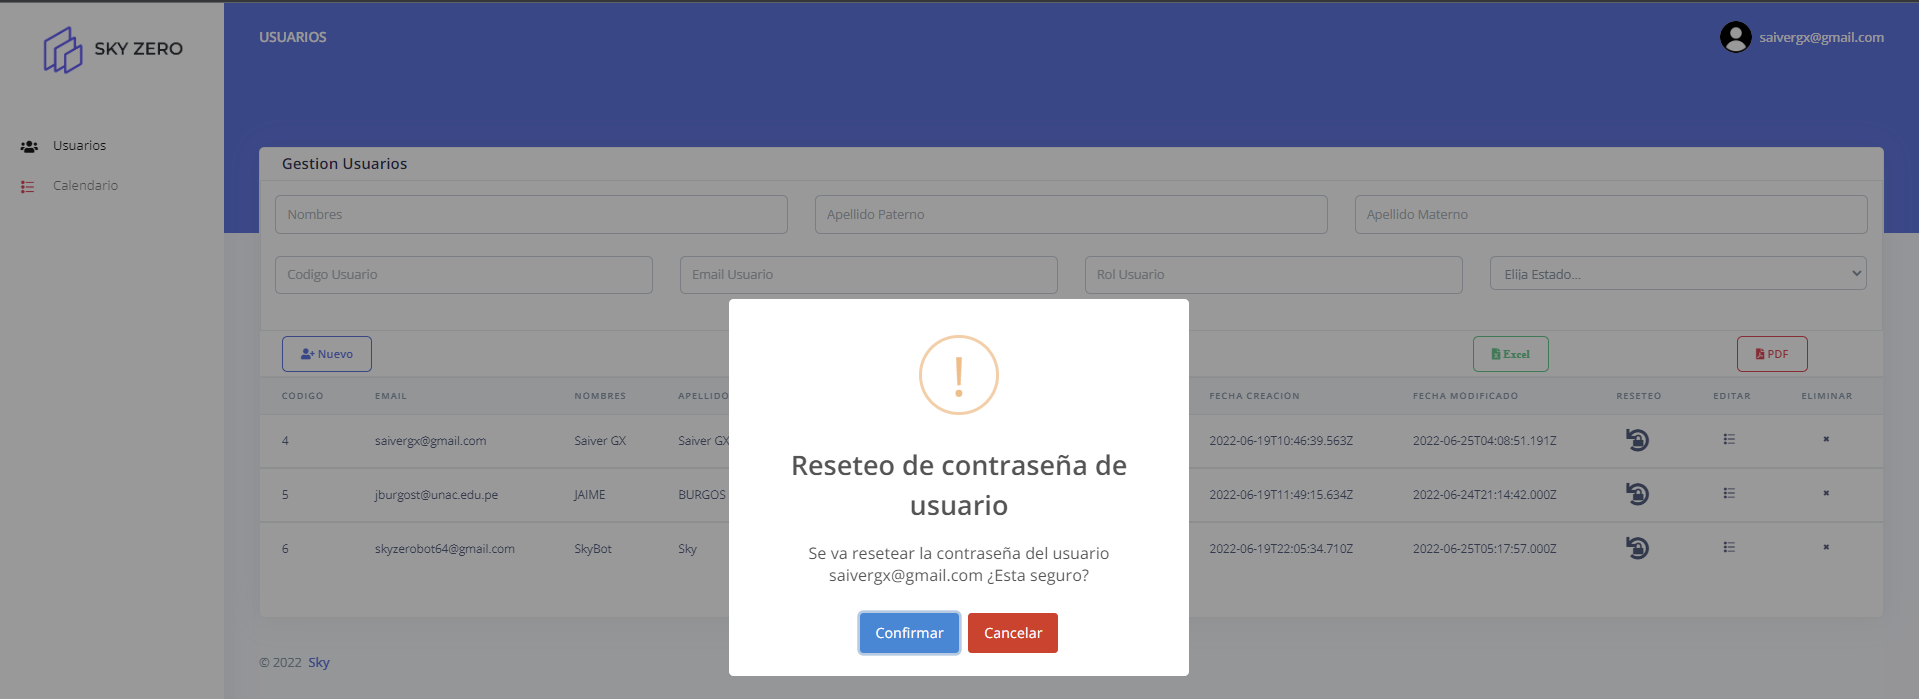 SKY ZERO
USUARIOS
saivergx@gmail.com
Usuarios
Calendario
Gestion Usuarios
Nombres
Apellido Paterno
Apellido Materno
Codigo Usuario
Email Usuario
Rol Usuario
Elija Estado...
Nuevo
Excel
PDF
CODIGO EMAIL NOMBRES APELLIDO FECHA CREACION FECHA MODIFICADO RESETEO EDITAR ELIMINAR
4 saivergx@gmail.com Saiver GX Saiver GX 2022-06-19T10:46:39.563Z 2022-06-25T04:08:51.191Z
5 jburgost@unac.edu.pe JAIME BURGOS 2022-06-19T11:49:15.634Z 2022-06-24T21:14:42.000Z
6 skyzerobot64@gmail.com SkyBot Sky 2022-06-19T22:05:34.710Z 2022-06-25T05:17:57.000Z
Reseteo de contraseña de
usuario
Se va resetear la contraseña del usuario
saivergx@gmail.com ¿Esta seguro?
Confirmar
Cancelar
© 2022 Sky